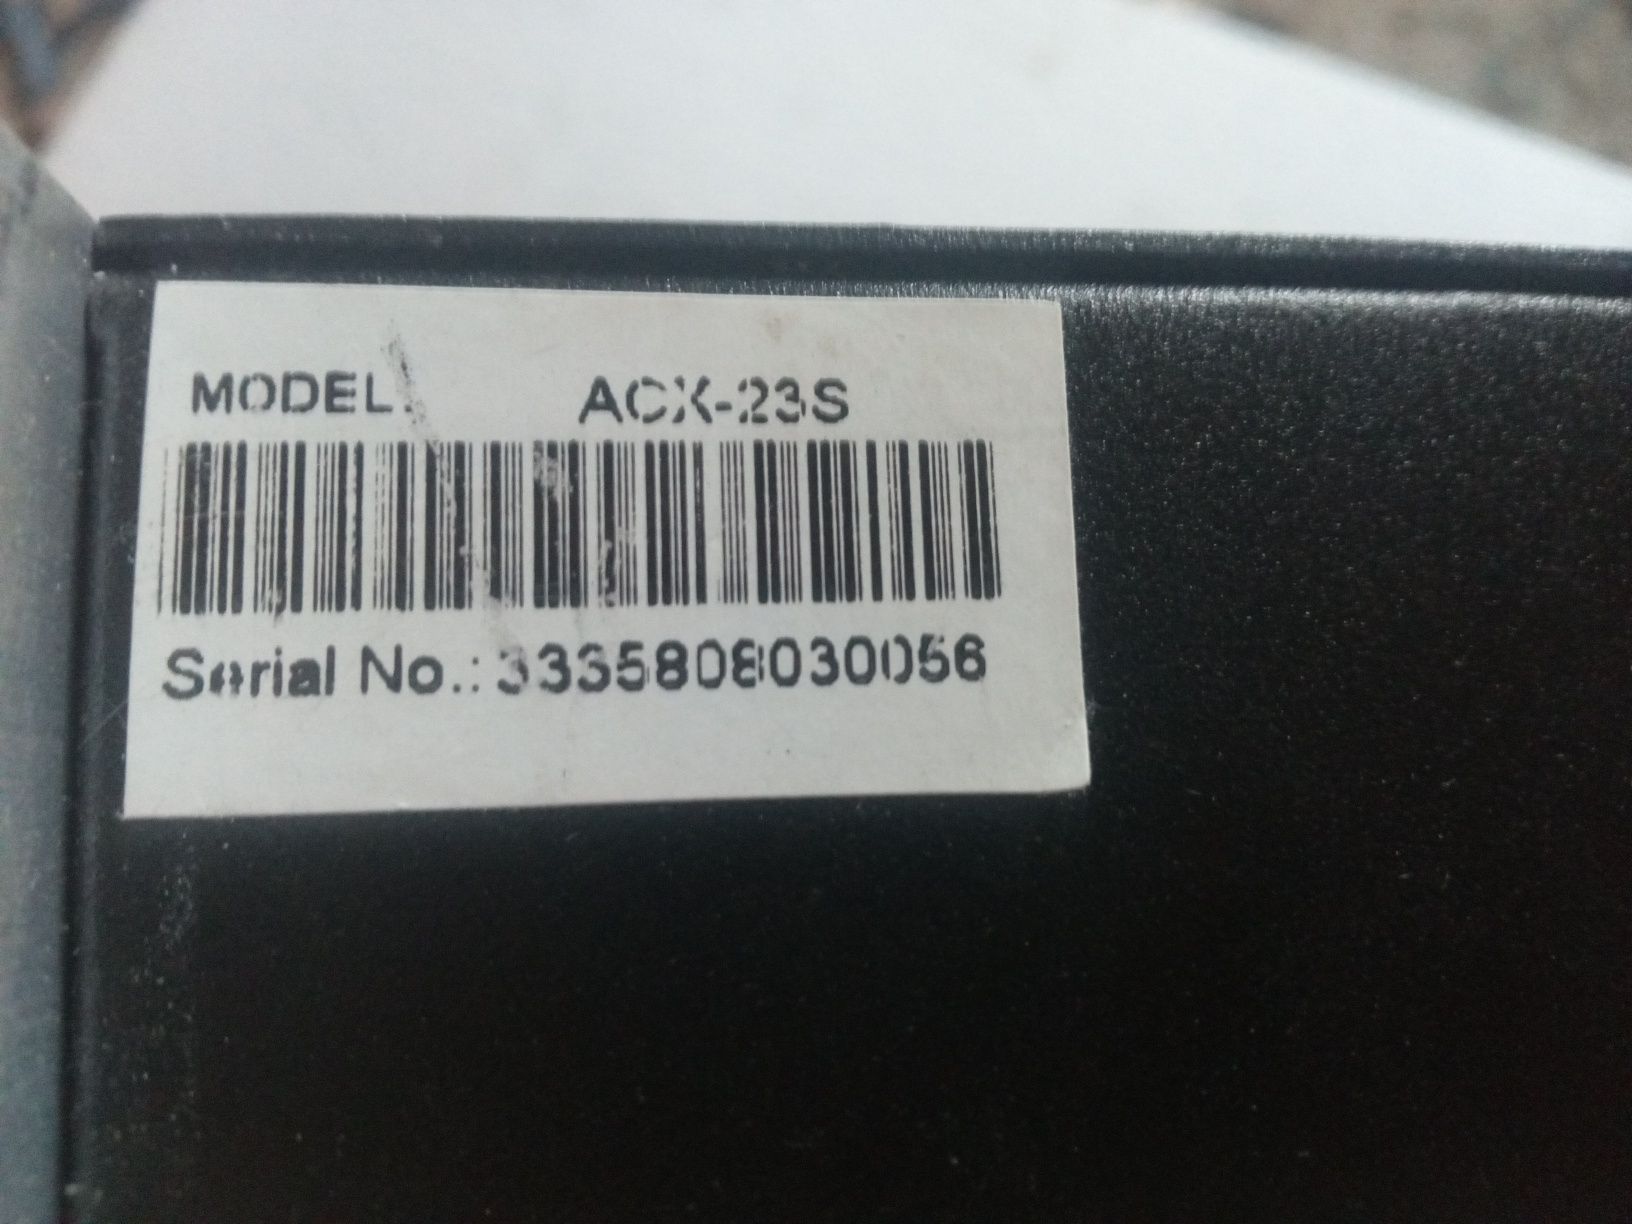 MODEL: ACX-23S
Serial No.: 3335808030056